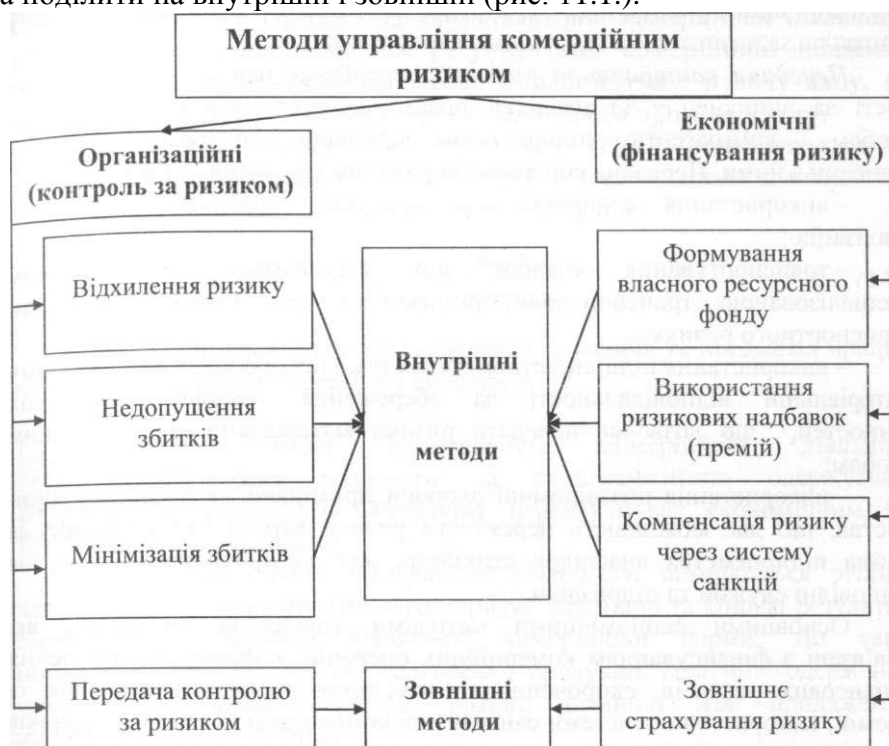 а поділити на внутрішні і зовнішні (рис. 11.1.).
Методи управління комерційним
ризиком
Організаційні
(контроль за ризиком)
Економічні
(фінансування ризику)
Відхилення ризику
Недопущення
збитків
Мінімізація збитків
Внутрішні
методи
Формування
власного ресурсного
фонду
Використання
ризикових надбавок
(премій)
Компенсація ризику
через систему
санкцій
Передача контролю
за ризиком
Зовнішні
методи
Зовнішнє
страхування ризику